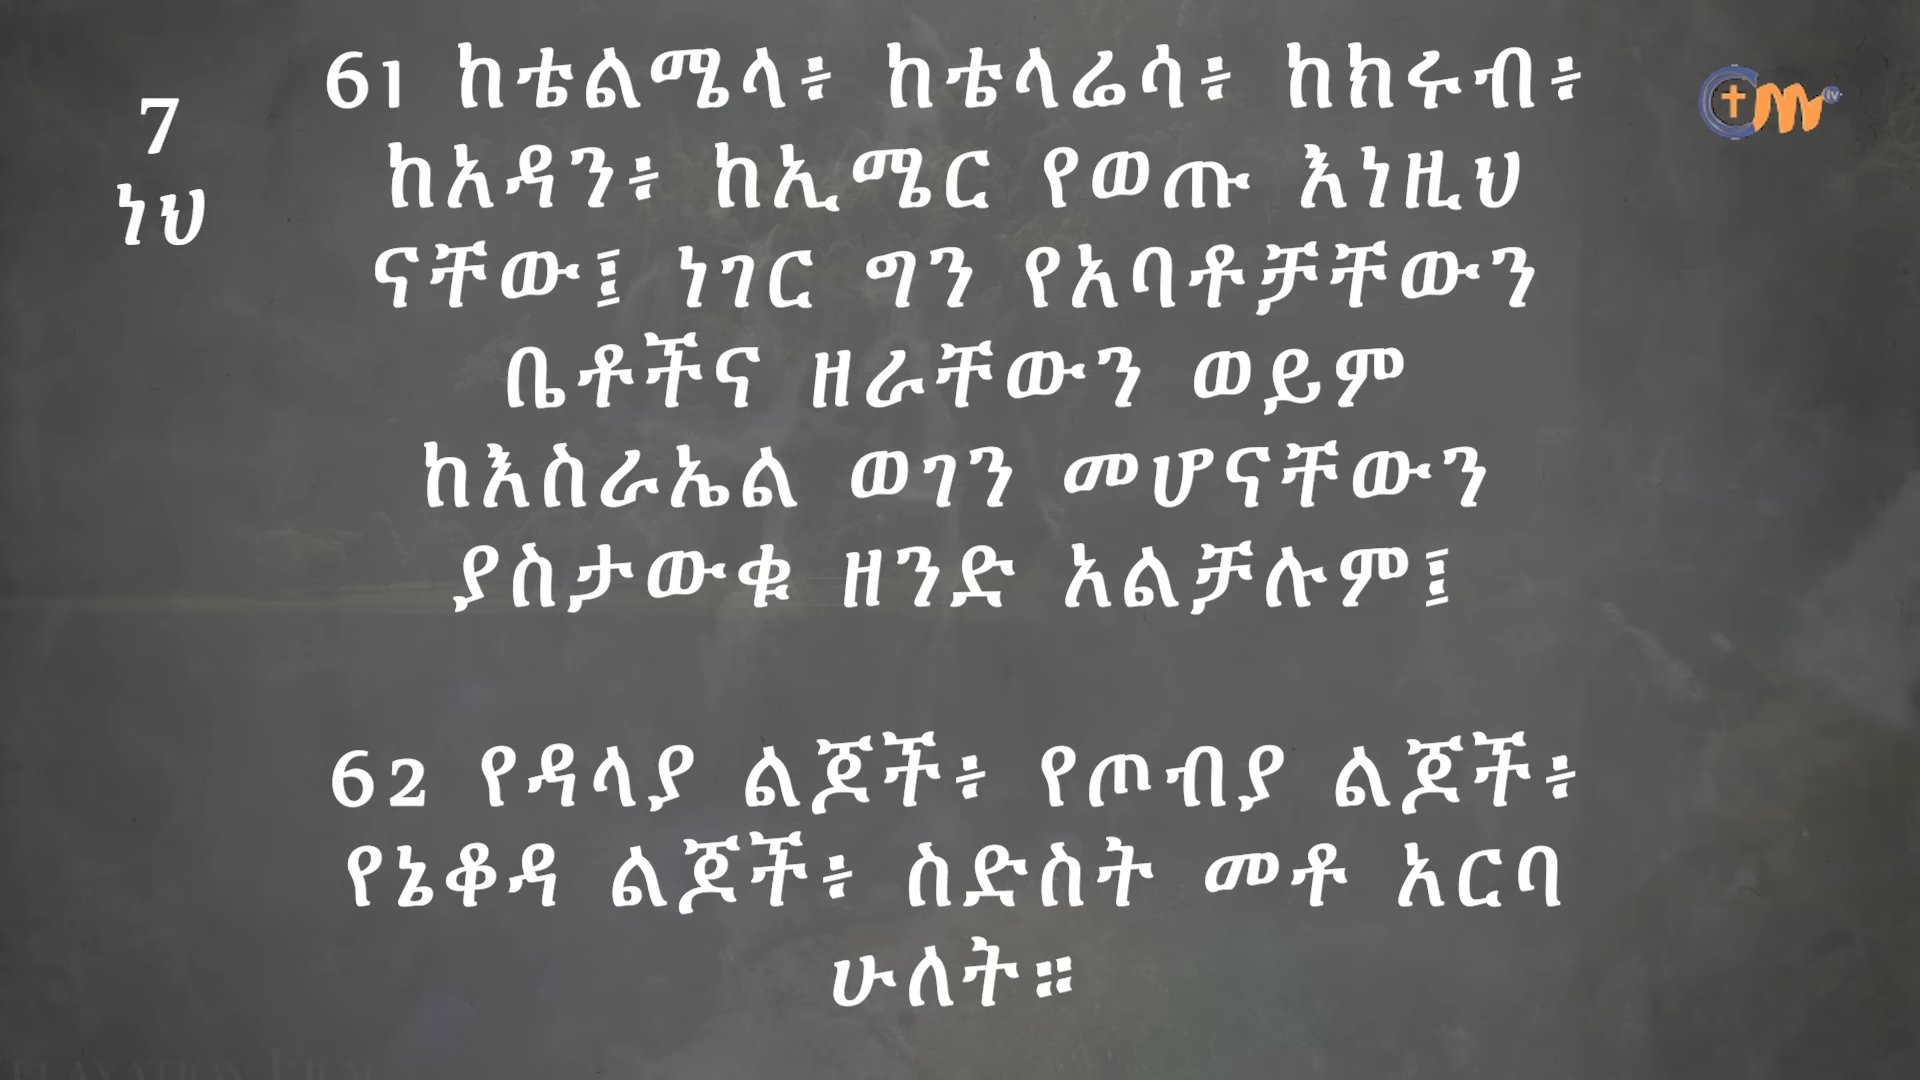 7
ነህ
61 ከቴልሜላ፥ ከቴላሬሳ፥ ከክሩብ፥
ከአዳን፥ ከኢሜር የወጡ እነዚህ
ናቸው፤ ነገር ግን የአባቶቻቸውን
ቤቶችና ዘራቸውን ወይም
ከእስራኤል ወገን መሆናቸውን
ያስታውቁ ዘንድ አልቻሉም፤
62 የዳላያ ልጆች፥ የጦብያ ልጆች፥
የኔቆዳ ልጆች፥ ስድስት መቶ አርባ
ሁለት።